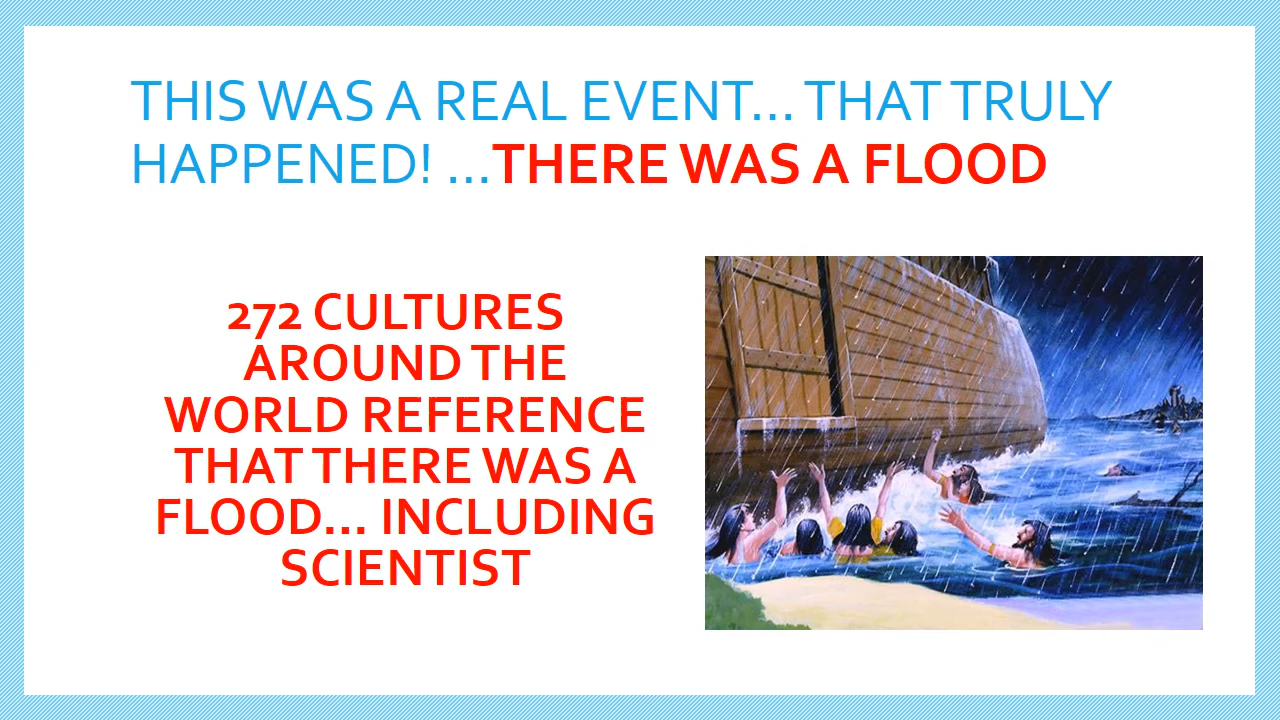 THIS WAS A REAL EVENT... THAT TRULY
HAPPENED! ...THERE WAS A FLOOD
272 CULTURES
AROUND THE
WORLD REFERENCE
THAT THERE WAS A
FLOOD... INCLUDING
SCIENTIST